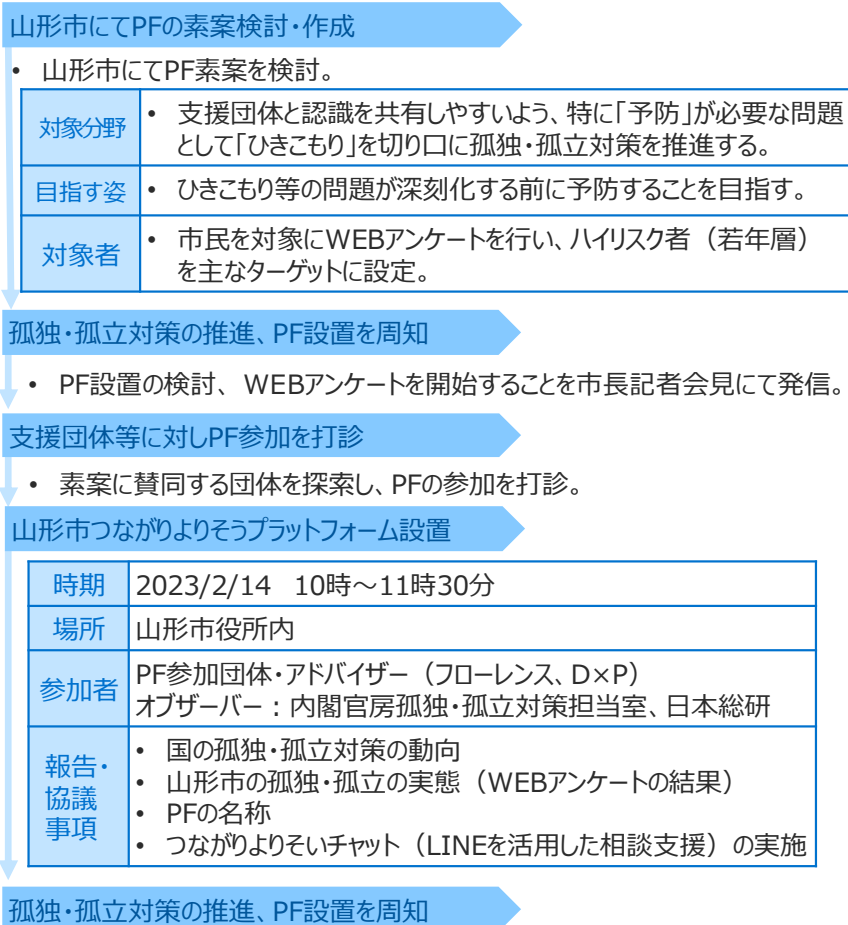 山形市にてPFの素案検討・作成
• 山形市にてPF素案を検討。
対象分野
• 支援団体と認識を共有しやすいよう、特に「予防」が必要な問題
として「ひきこもり」を切り口に孤独・孤立対策を推進する。
目指す姿
• ひきこもり等の問題が深刻化する前に予防することを目指す。
対象者
• 市民を対象にWEBアンケートを行い、ハイリスク者（若年層）
を主なターゲットに設定。
孤独・孤立対策の推進、PF設置を周知
• PF設置の検討、WEBアンケートを開始することを市長記者会見にて発信。
支援団体等に対しPF参加を打診
• 素案に賛同する団体を探索し、PFの参加を打診。
山形市つながりよりそうプラットフォーム設置
時期
2023/2/14 10時～11時30分
場所
山形市役所内
参加者
PF参加団体・アドバイザー（フローレンス、D×P）
オブザーバー：内閣官房孤独・孤立対策担当室、日本総研
報告・
協議
事項
• 国の孤独・孤立対策の動向
• 山形市の孤独・孤立の実態（WEBアンケートの結果）
• PFの名称
• つながりよりそいチャット（LINEを活用した相談支援）の実施
孤独・孤立対策の推進、PF設置を周知